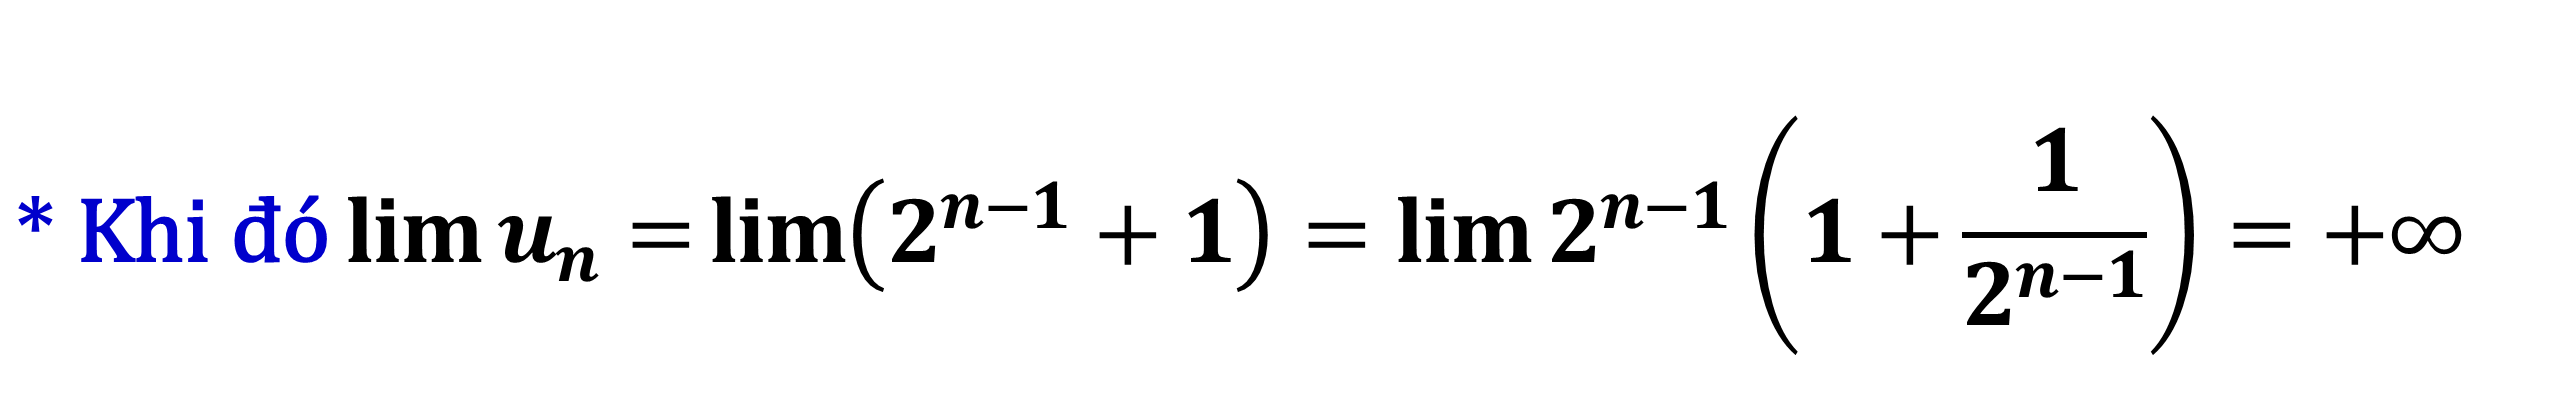 * Khi đó lim uₙ = lim(2ⁿ⁻¹ + 1) = lim 2ⁿ⁻¹ (1 + 1/2ⁿ⁻¹) = +∞